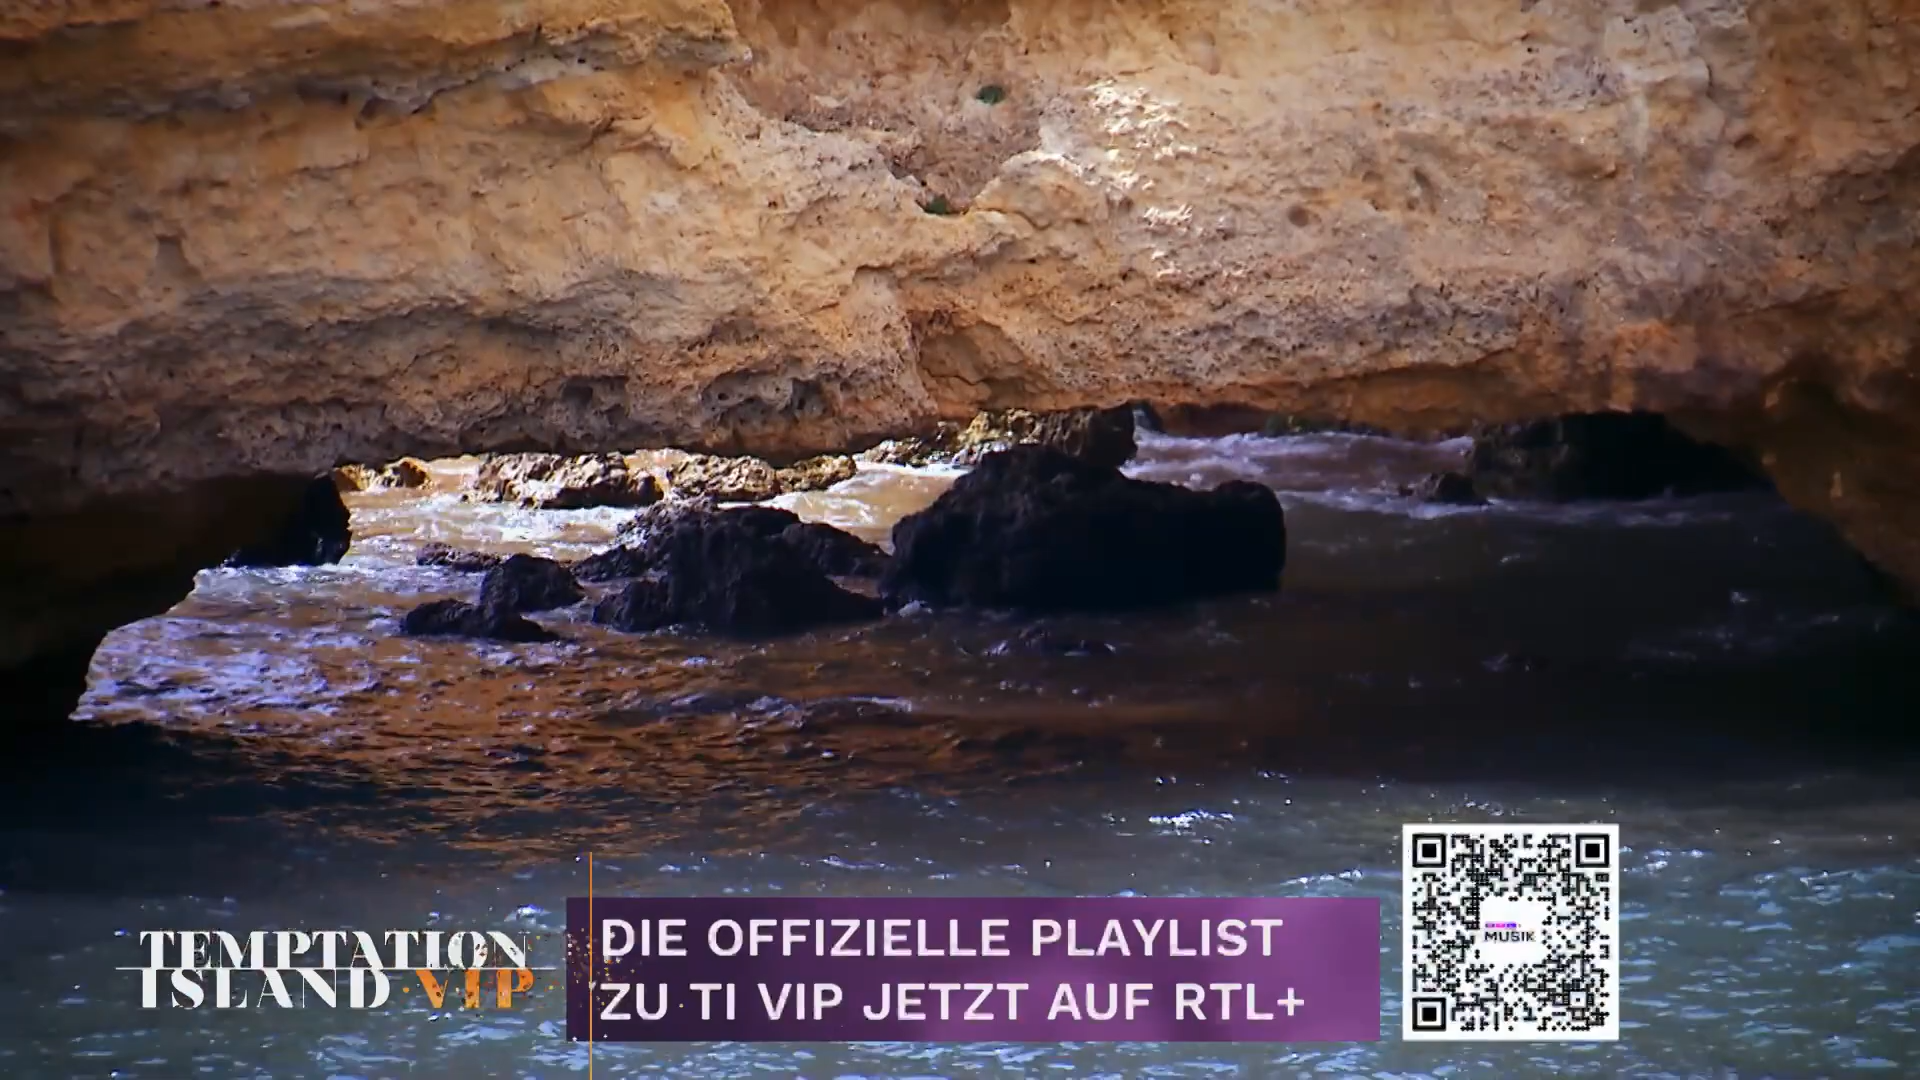 TEMPTATION
ISLAND VIP
DIE OFFIZIELLE PLAYLIST
ZU TI VIP JETZT AUF RTL+
MUSIK